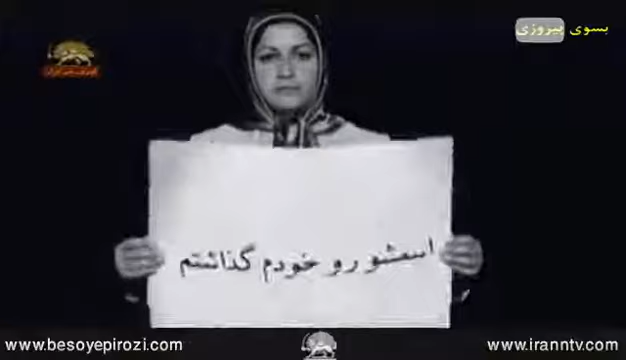 بسوی پیروزی
اسمشو رو خودم گذاشتم
www.besoyepirozi.com
www.iranntv.com